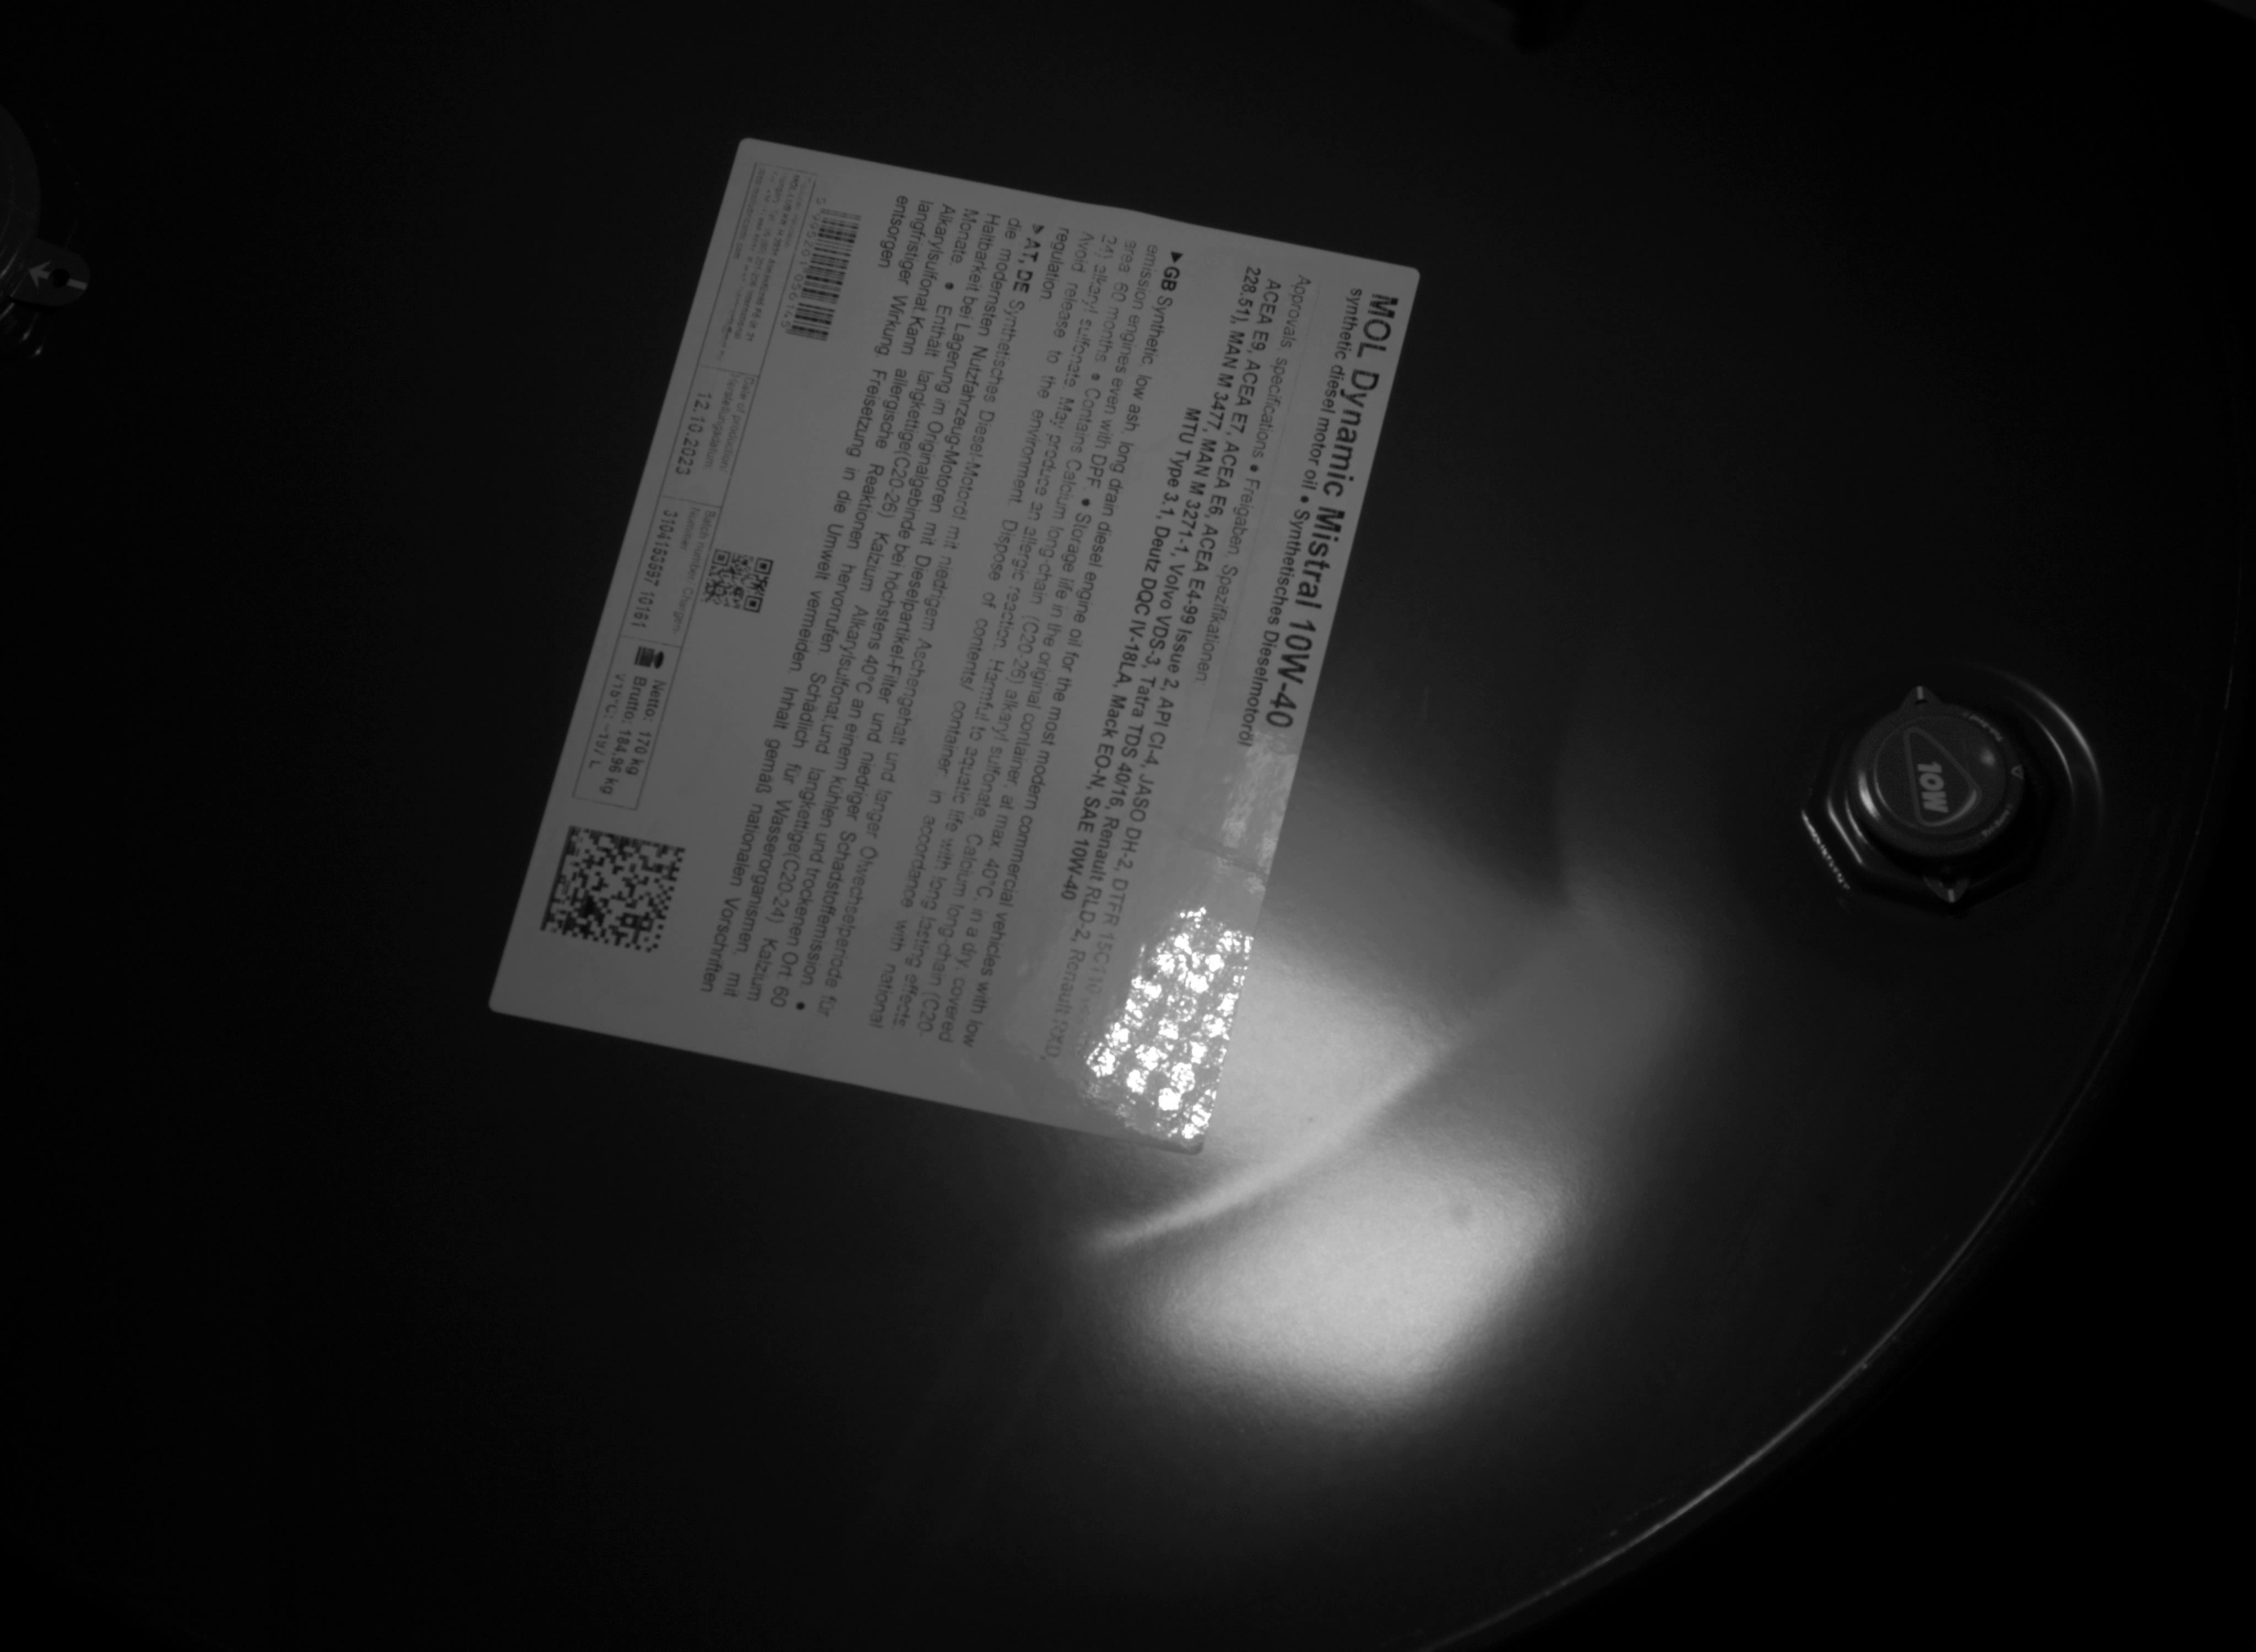 MOL Dynamic Mistral 10W-40
synthetic diesel motor oil • Synthetisches Dieselmotoröl
Approvals, specifications • Freigaben, Spezifikationen:
ACEA E9, ACEA E7, ACEA E6, ACEA E4-99 Issue 2, API CI-4, JASO DH-2, DTFR 15C110
228.51), MAN M 3477, MAN M 3271-1, Volvo VDS-3, Tatra TDS 40/16, Renault RLD-2, Renault RXD,
MTU Type 3.1, Deutz DQC IV-18LA, Mack EO-N, SAE 10W-40
►GB Synthetic, low ash, long drain diesel engine oil for the most modern commercial vehicles with low
emission engines even with DPF. • Storage life in the original container, at max. 40°C, in a dry, covered
area 60 months. • Contains Calcium long-chain (C20-26) alkaryl sulfonate, Calcium long-chain (C20-
24) alkaryl sulfonate. May produce an allergic reaction. Harmful to aquatic life with long lasting effects.
Avoid release to the environment. Dispose of contents/ container in accordance with national
regulation.
►AT, DE Synthetisches Diesel-Motoröl mit niedrigem Aschengehalt und langer Ölwechselperiode für
die modernsten Nutzfahrzeug-Motoren mit Dieselpartikel-Filter und niedriger Schadstoffemission. •
Haltbarkeit bei Lagerung im Originalgebinde bei höchstens 40°C an einem kühlen und trockenen Ort 60
Monate. • Enthält langkettige(C20-26) Kalzium Alkarylsulfonat,und langkettige(C20-24) Kalzium
Alkarylsulfonat.Kann allergische Reaktionen hervorrufen. Schädlich für Wasserorganismen, mit
langfristiger Wirkung. Freisetzung in die Umwelt vermeiden. Inhalt gemäß nationalen Vorschriften
entsorgen.
Date of production/
Herstellungsdatum:
12.10.2023
Batch number/ Chargen-
Nummer:
Netto: 170 kg
Brutto: 184.96 kg
10W